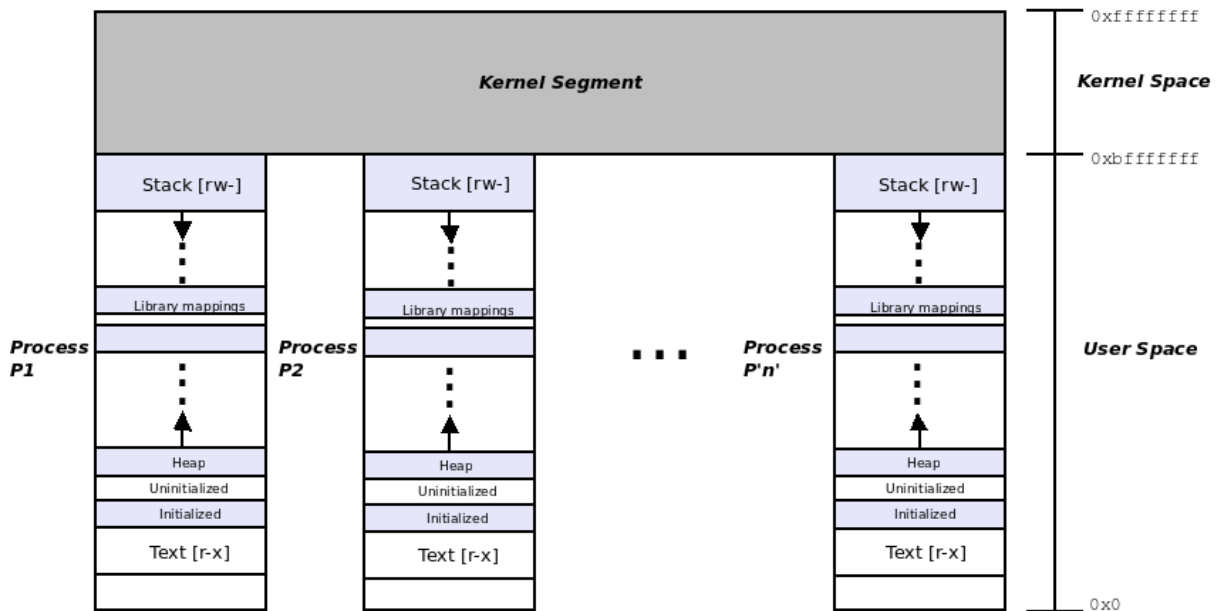 0xffffffff
Kernel Segment
Kernel Space
0xbfffffff
Stack [rw-]
Stack [rw-]
Stack [rw-]
Library mappings
Library mappings
Library mappings
Process
P1
Process
P2
...
Process
P'n'
User Space
Heap
Heap
Heap
Uninitialized
Uninitialized
Uninitialized
Initialized
Initialized
Initialized
Text [r-x]
Text [r-x]
Text [r-x]
0x0